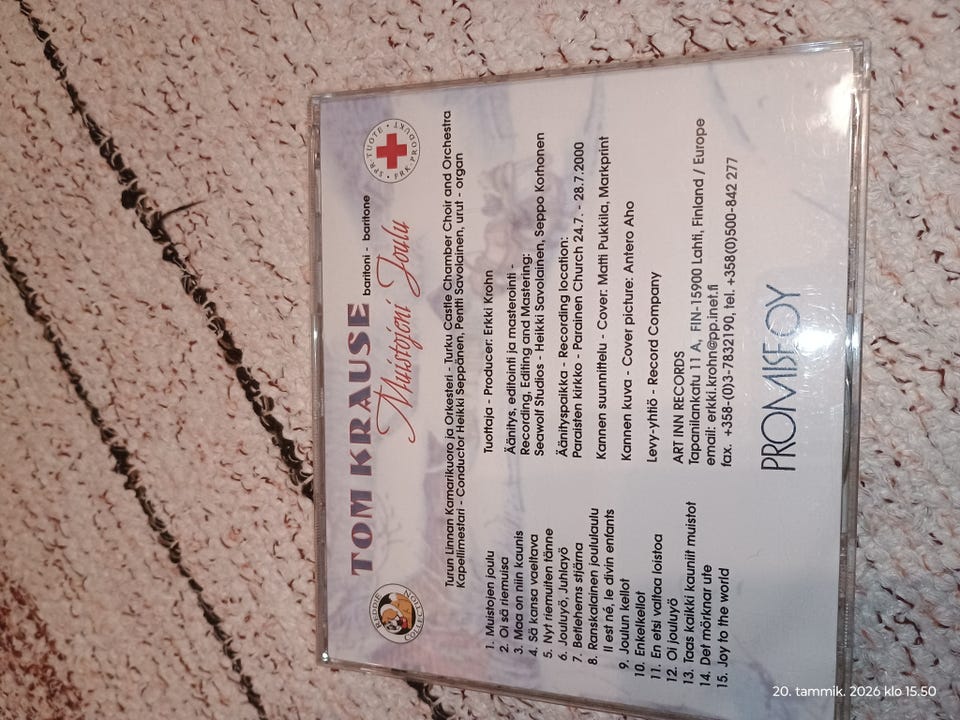 TEDDIE COLLECTION
TOM KRAUSE baritoni - baritone
SPR-TUOTE • FRK-PRODUKT
Muistojeni Joulu
Turun Linnan Kamarikuoro ja Orkesteri - Turku Castle Chamber Choir and Orchestra
Kapellimestari - Conductor Heikki Seppänen, Pentti Savolainen, urut - organ
1. Muistojen joulu
2. Oi sä riemuisa
3. Maa on niin kaunis
4. Sä kansa vaeltava
5. Nyt riemuiten tänne
6. Jouluyö, Juhlayö
7. Betlehems stjärna
8. Ranskalainen joululaulu
Il est né, le divin enfants
9. Joulun kellot
10. Enkelkellot
11. En etsi valtaa loistoa
12. Oi jouluyö
13. Taas kaikki kauniit muistot
14. Det mörknar ute
15. Joy to the world
Tuottaja - Producer: Erkki Krohn
Äänitys, editointi ja masterointi -
Recording, Editing and Mastering:
Seawolf Studios - Heikki Savolainen, Seppo Korhonen
Äänityspaikka - Recording location:
Paraisten kirkko - Parainen Church 24.7. - 28.7.2000
Kannen suunnittelu - Cover: Matti Pukkila, Markprint
Kannen kuva - Cover picture: Antero Aho
Levy-yhtiö - Record Company
ART INN RECORDS
Tapanilankatu 11 A, FIN-15900 Lahti, Finland / Europe
email: erkki.krohn@pp.inet.fi
fax. +358-(0)3-7832190, tel. +358(0)500-842 277
PROMISE OY
20. tammik. 2026 klo 15.50